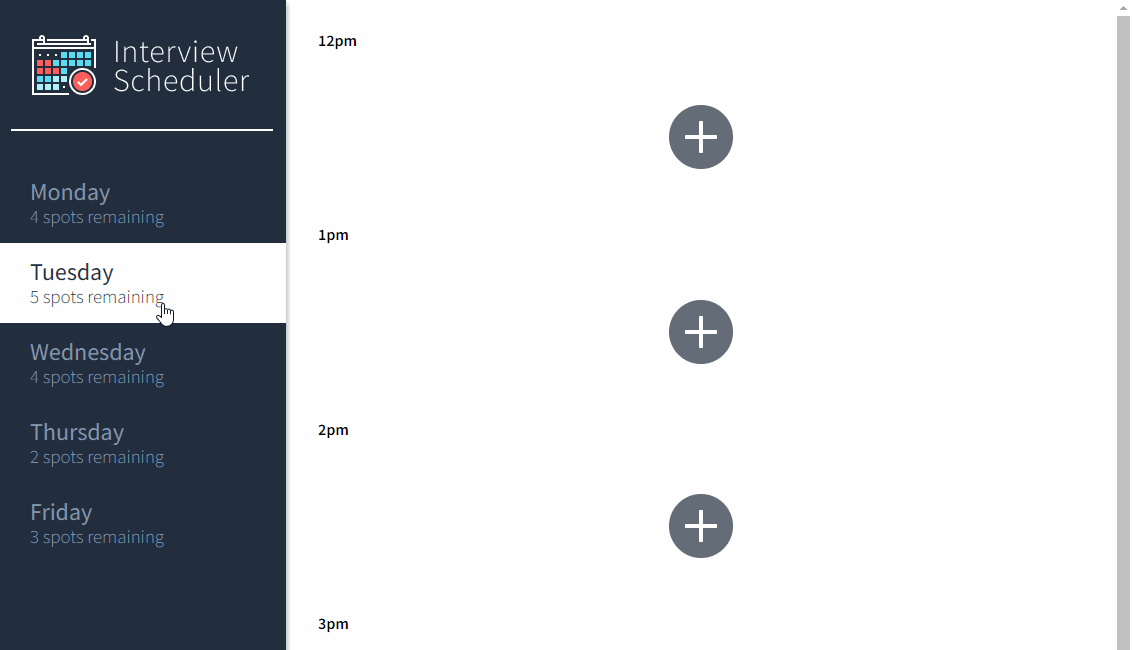 Interview
Scheduler
Monday
4 spots remaining
Tuesday
5 spots remaining
Wednesday
4 spots remaining
Thursday
2 spots remaining
Friday
3 spots remaining
12pm
1pm
2pm
3pm